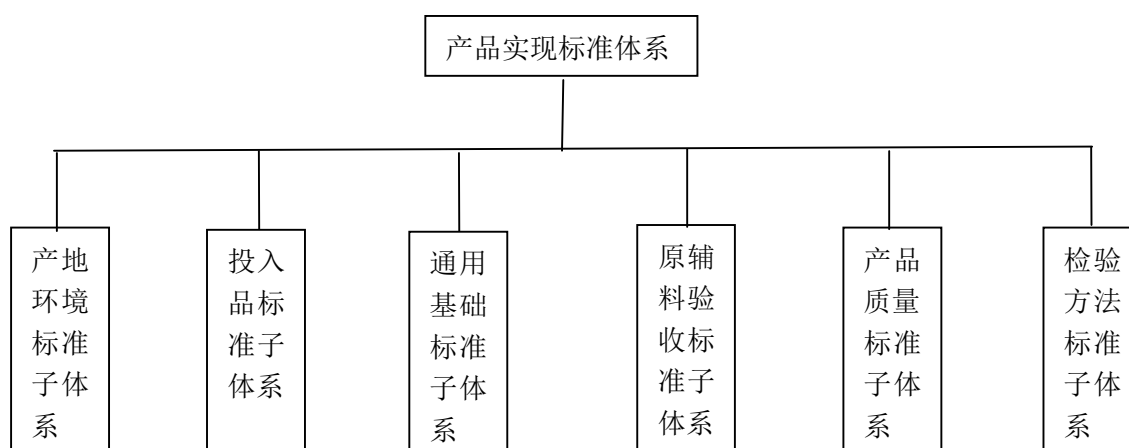 产品实现标准体系
产地
环境
标准
子体
系
投入
品标
准子
体系
通用
基础
标准
子体
系
原辅
料验
收标
准子
体系
产品
质量
标准
子体
系
检验
方法
标准
子体
系